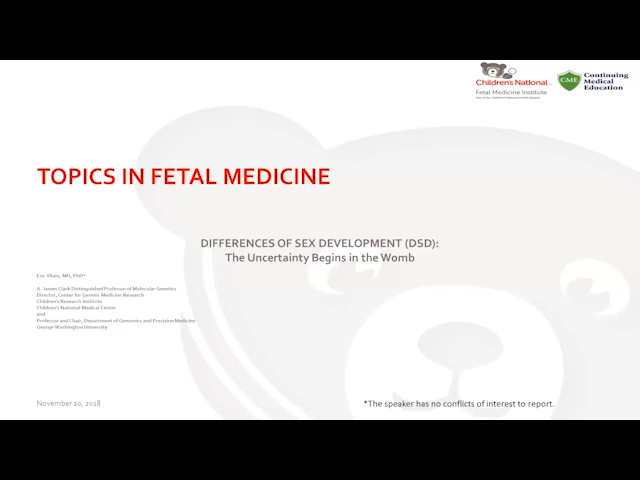 Children's National
Fetal Medicine Institute
CME
Continuing
Medical
Education
TOPICS IN FETAL MEDICINE
DIFFERENCES OF SEX DEVELOPMENT (DSD):
The Uncertainty Begins in the Womb
Eric Vilain, MD, PhD*
A. James Clark Distinguished Professor of Molecular Genetics
Director, Center for Genetic Medicine Research
Children's Research Institute
Children's National Medical Center
and
Professor and Chair, Department of Genomics and Precision Medicine
George Washington University
November 20, 2018
*The speaker has no conflicts of interest to report.